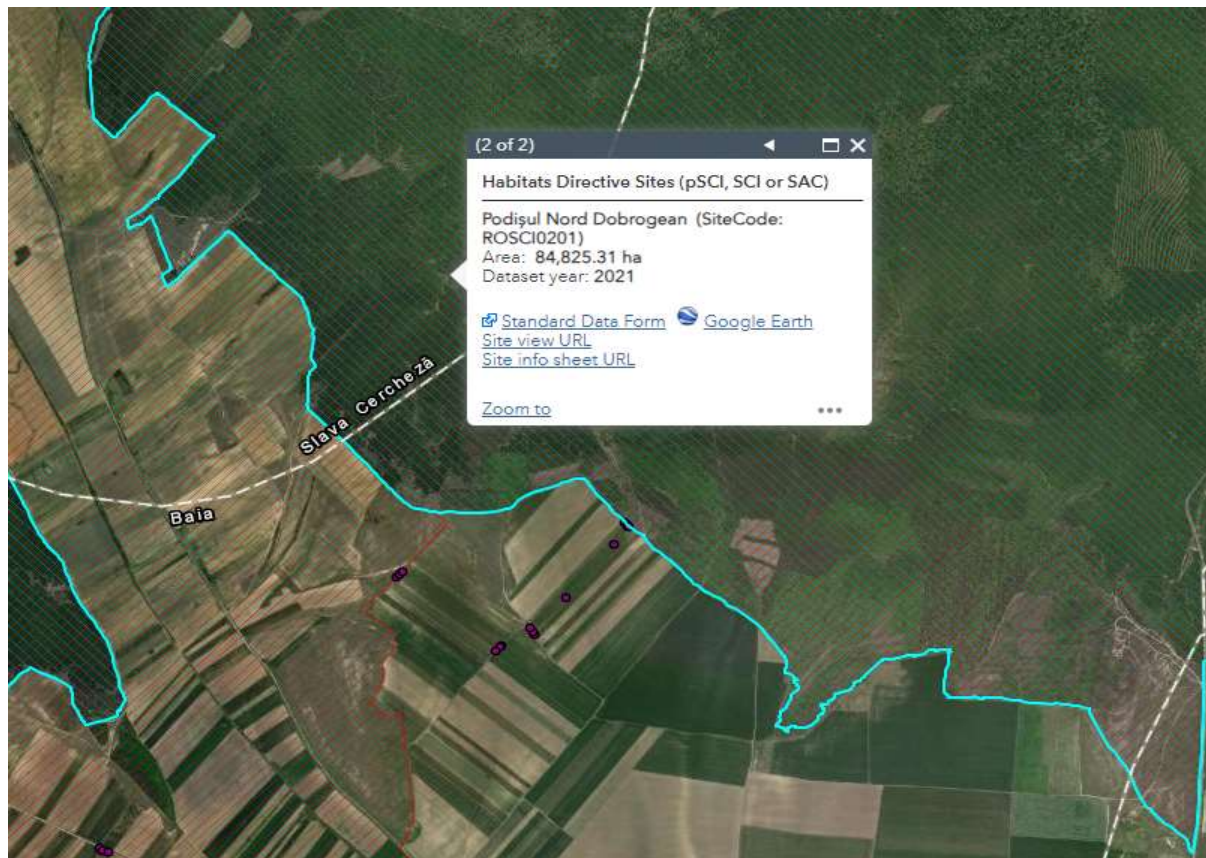 (2 of 2)
Habitats Directive Sites (pSCI, SCI or SAC)
Podișul Nord Dobrogean (SiteCode:
ROSCI0201)
Area: 84,825.31 ha
Dataset year: 2021
Standard Data Form Google Earth
Site view URL
Site info sheet URL
Zoom to
Slava Cercheză
Baia